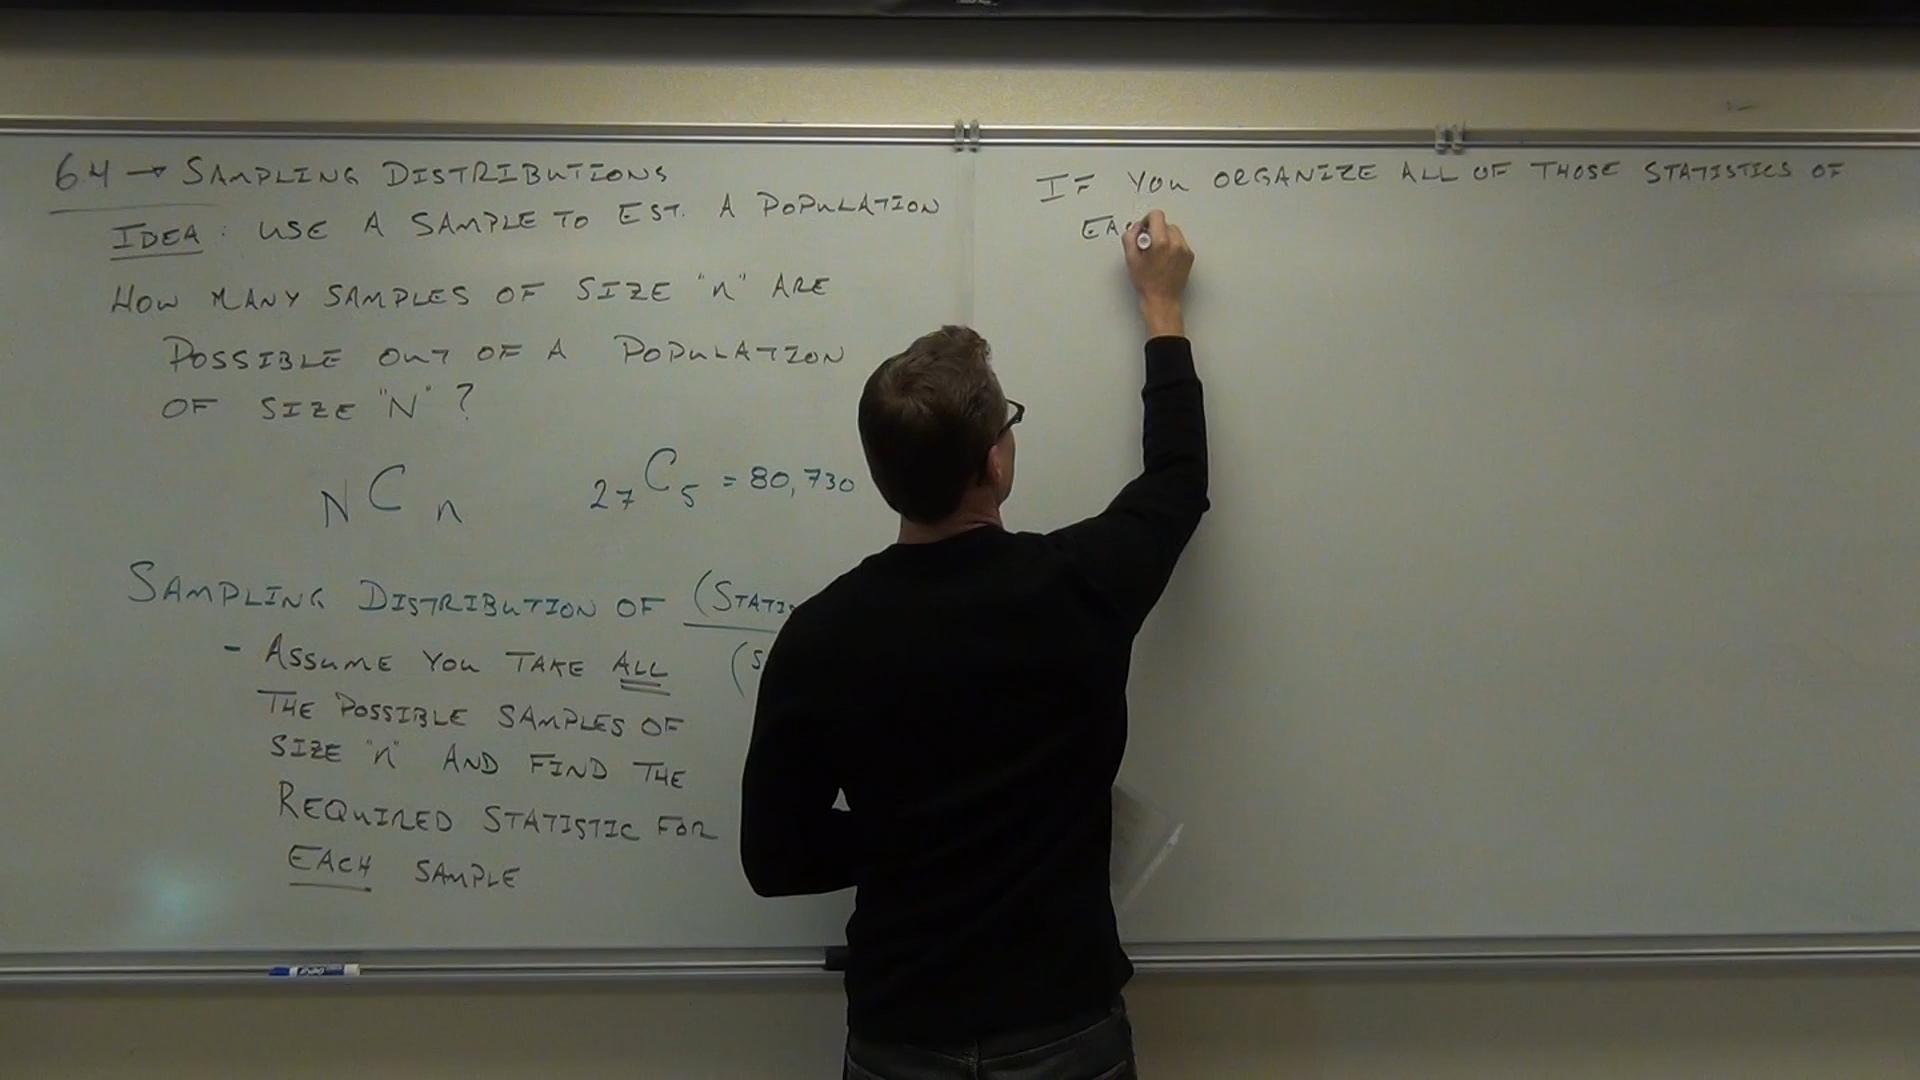 64 → SAMPLING DISTRIBUTIONS
IDEA: USE A SAMPLE TO EST. A POPULATION
HOW MANY SAMPLES OF SIZE "n" ARE
POSSIBLE OUT OF A POPULATION
OF SIZE "N"?
NCn 27C5 = 80,730
SAMPLING DISTRIBUTION OF
- ASSUME YOU TAKE ALL
THE POSSIBLE SAMPLES OF
SIZE "n" AND FIND THE
REQUIRED STATISTIC FOR
EACH SAMPLE
IF YOU ORGANIZE ALL OF THOSE STATISTICS OF